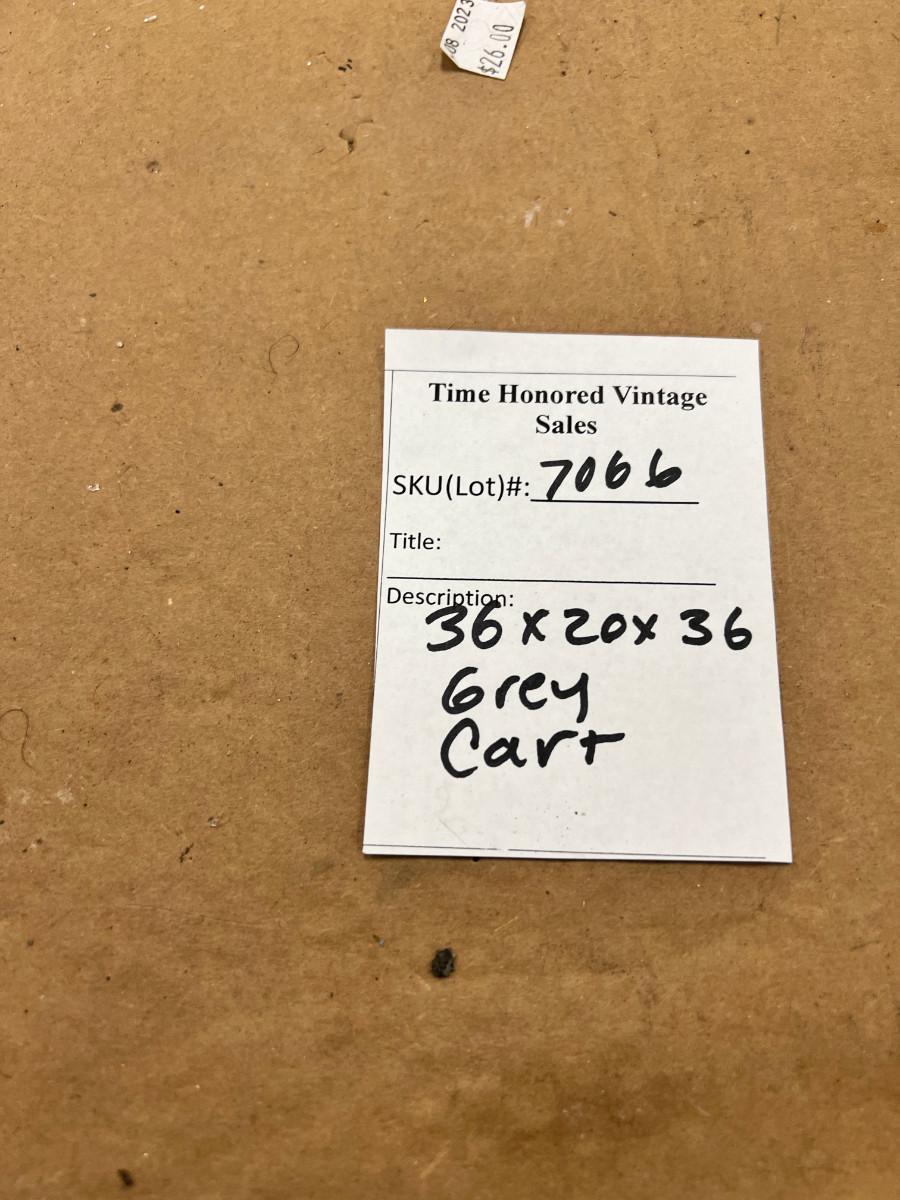 08 2023
$26.00
Time Honored Vintage
Sales
SKU(Lot)#: 7066
Title:
Description:
36 x 20 x 36
Grey
Cart